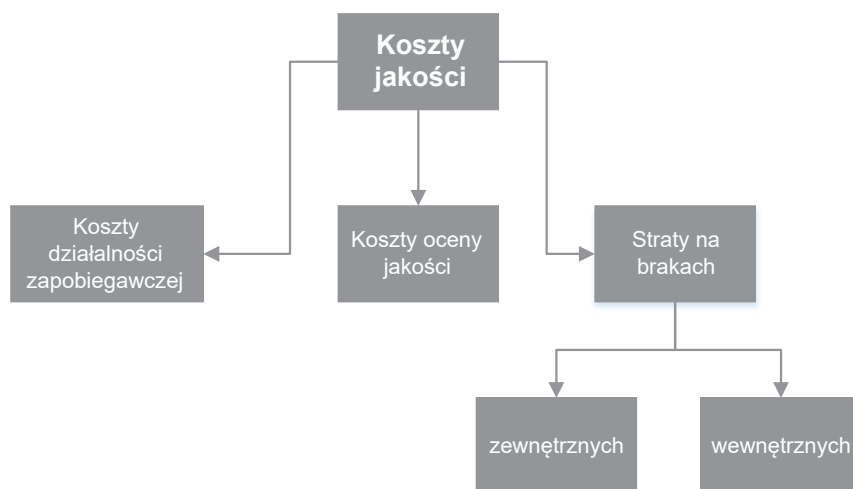 Koszty
jakości
Koszty
działalności
zapobiegawczej
Koszty oceny
jakości
Straty na
brakach
zewnętrznych
wewnętrznych